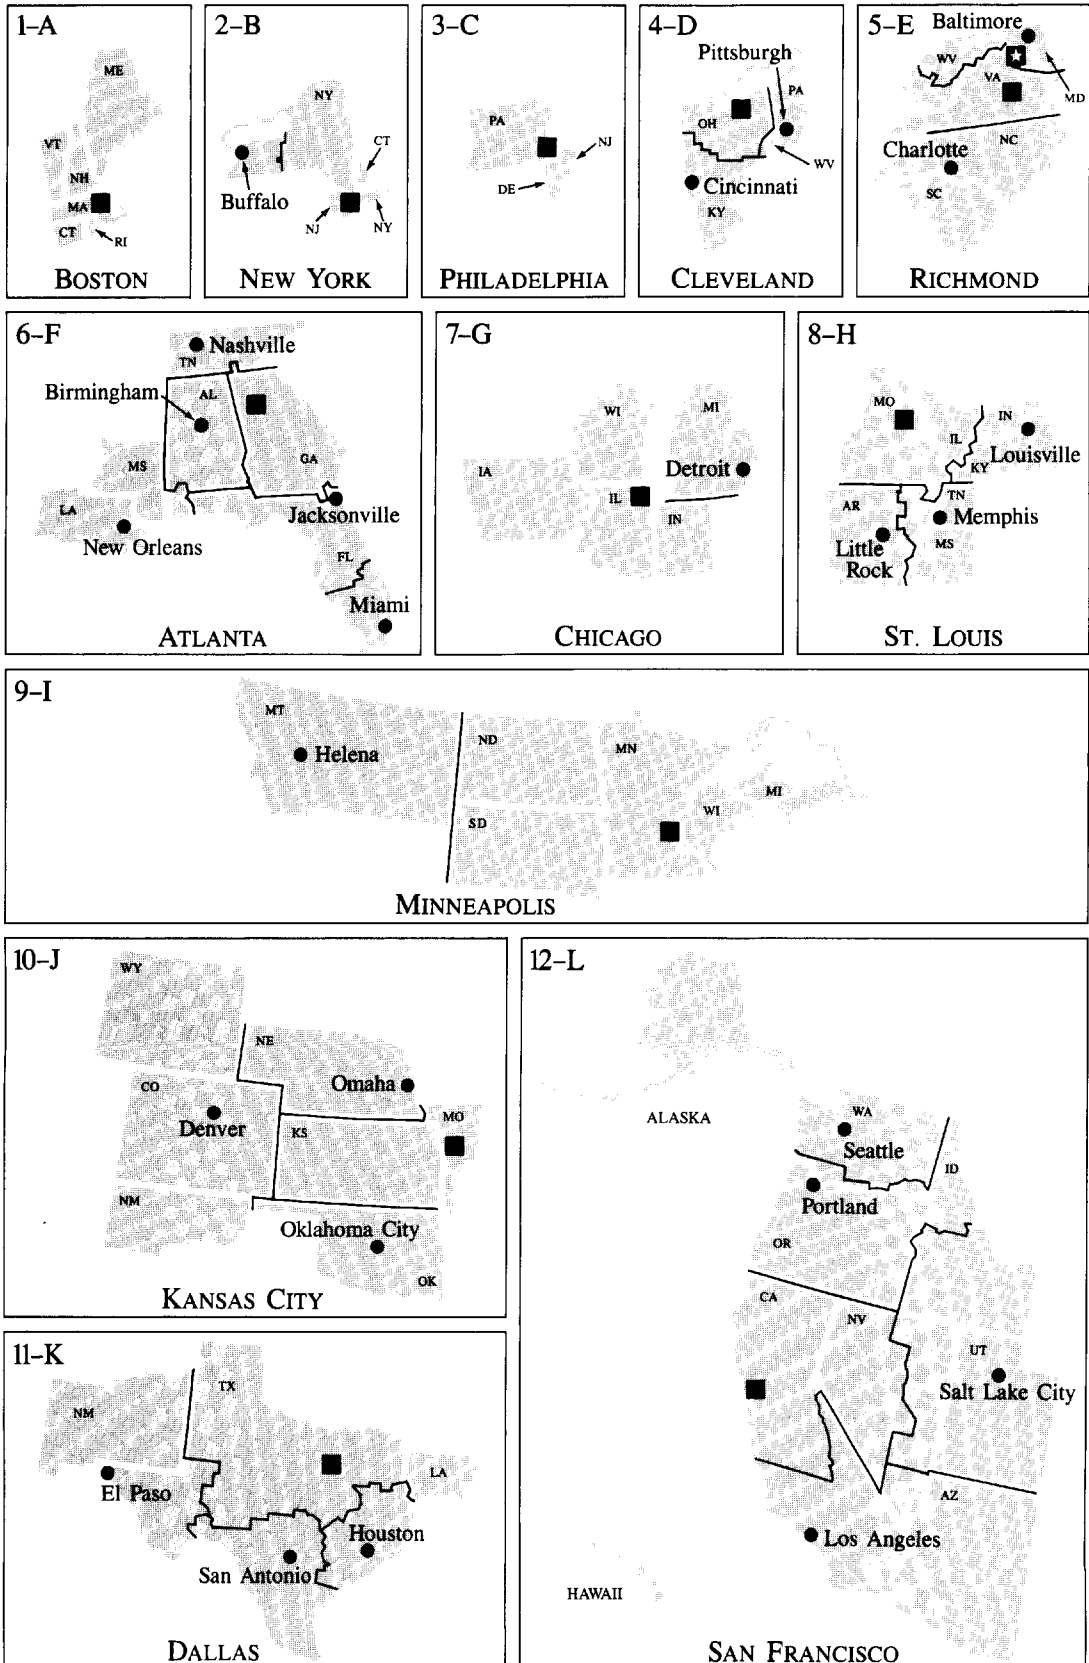 1–A
ME
VT
NH
MA
CT
RI
BOSTON
2–B
NY
CT
Buffalo
NJ
NY
NEW YORK
3–C
PA
NJ
DE
PHILADELPHIA
4–D
Pittsburgh
PA
OH
WV
Cincinnati
KY
CLEVELAND
5–E
Baltimore
WV
VA
MD
NC
Charlotte
SC
RICHMOND
6–F
Nashville
TN
Birmingham
AL
MS
GA
LA
Jacksonville
New Orleans
FL
Miami
ATLANTA
7–G
WI
MI
IA
Detroit
IL
IN
CHICAGO
8–H
MO
IN
IL
Louisville
KY
TN
AR
Memphis
Little
Rock
MS
ST. LOUIS
9–I
MT
ND
MN
Helena
MI
WI
SD
MINNEAPOLIS
10–J
WY
NE
CO
Omaha
MO
Denver
KS
NM
Oklahoma City
OK
KANSAS CITY
11–K
TX
NM
LA
El Paso
Houston
San Antonio
DALLAS
12–L
ALASKA
WA
Seattle
ID
Portland
OR
CA
NV
UT
Salt Lake City
AZ
Los Angeles
HAWAII
SAN FRANCISCO